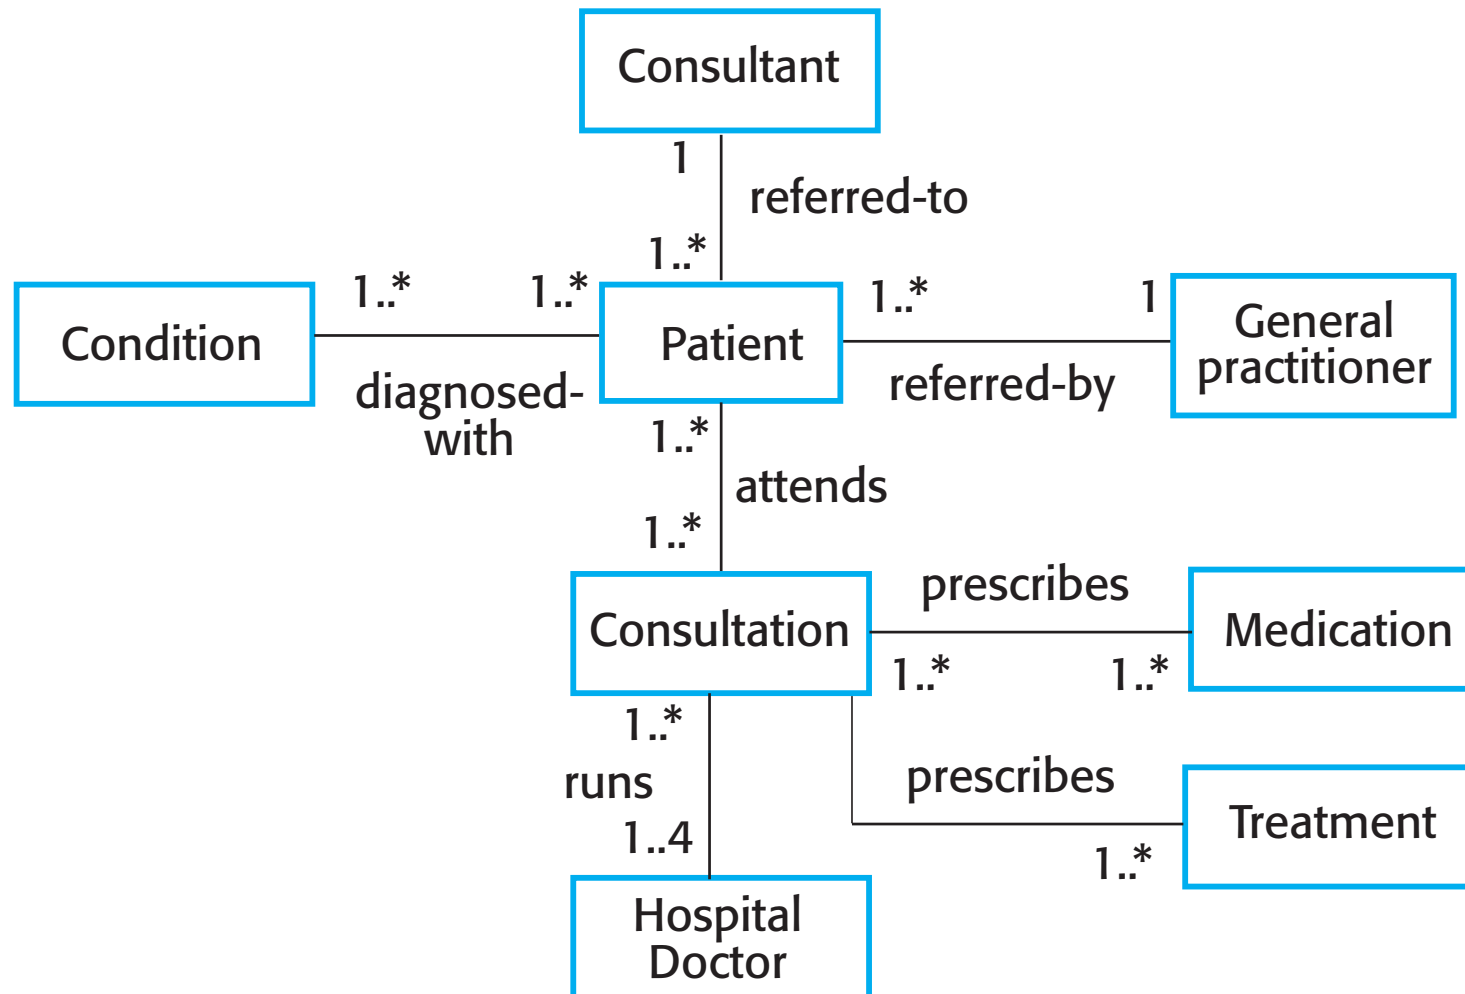 Consultant
1
referred-to
1..*
1..*
1..*
1..*
1
Condition
Patient
General
practitioner
diagnosed-
with
referred-by
1..*
attends
1..*
prescribes
Consultation
Medication
1..*
1..*
1..*
runs
prescribes
1..4
Treatment
1..*
Hospital
Doctor